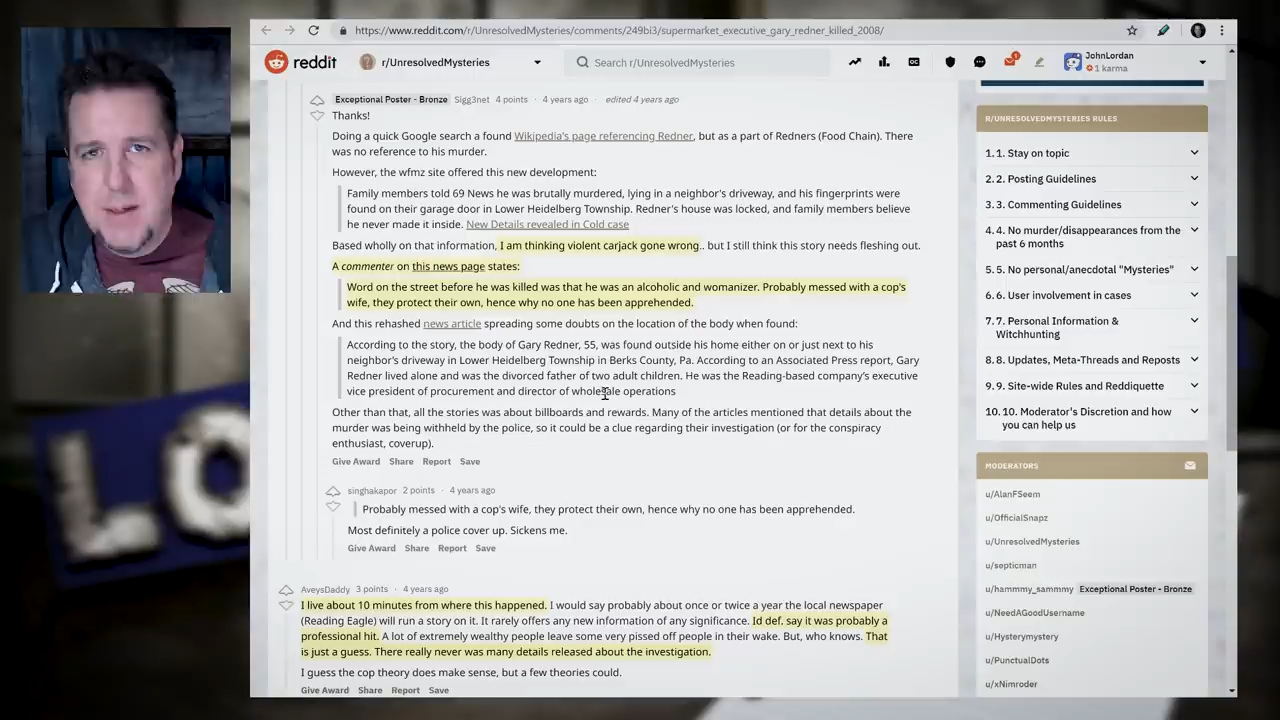 https://www.reddit.com/r/UnresolvedMysteries/comments/249bi3/supermarket_executive_gary_redner_killed_2008/
reddit
r/UnresolvedMysteries
Search r/UnresolvedMysteries
JohnLordan
1 karma
Exceptional Poster - Bronze Sigg3net 4 points · 4 years ago · edited 4 years ago
Thanks!
Doing a quick Google search a found Wikipedia's page referencing Redner, but as a part of Redners (Food Chain). There
was no reference to his murder.
However, the wfmz site offered this new development:
Family members told 69 News he was brutally murdered, lying in a neighbor's driveway, and his fingerprints were
found on their garage door in Lower Heidelberg Township. Redner's house was locked, and family members believe
he never made it inside. New Details revealed in Cold case
Based wholly on that information, I am thinking violent carjack gone wrong.. but I still think this story needs fleshing out.
A commenter on this news page states:
Word on the street before he was killed was that he was an alcoholic and womanizer. Probably messed with a cop's
wife, they protect their own, hence why no one has been apprehended.
And this rehashed news article spreading some doubts on the location of the body when found:
According to the story, the body of Gary Redner, 55, was found outside his home either on or just next to his
neighbor's driveway in Lower Heidelberg Township in Berks County, Pa. According to an Associated Press report, Gary
Redner lived alone and was the divorced father of two adult children. He was the Reading-based company's executive
vice president of procurement and director of wholesale operations
Other than that, all the stories was about billboards and rewards. Many of the articles mentioned that details about the
murder was being withheld by the police, so it could be a clue regarding their investigation (or for the conspiracy
enthusiast, coverup).
Give Award Share Report Save
singhakapor 2 points · 4 years ago
Probably messed with a cop's wife, they protect their own, hence why no one has been apprehended.
Most definitely a police cover up. Sickens me.
Give Award Share Report Save
AveysDaddy 3 points · 4 years ago
I live about 10 minutes from where this happened. I would say probably about once or twice a year the local newspaper
(Reading Eagle) will run a story on it. It rarely offers any new information of any significance. Id def. say it was probably a
professional hit. A lot of extremely wealthy people leave some very pissed off people in their wake. But, who knows. That
is just a guess. There really never was many details released about the investigation.
I guess the cop theory does make sense, but a few theories could.
Give Award Share Report Save
R/UNRESOLVEDMYSTERIES RULES
1. 1. Stay on topic
2. 2. Posting Guidelines
3. 3. Commenting Guidelines
4. 4. No murder/disappearances from the
past 6 months
5. 5. No personal/anecdotal "Mysteries"
6. 6. User involvement in cases
7. 7. Personal Information &
Witchhunting
8. 8. Updates, Meta-Threads and Reposts
9. 9. Site-wide Rules and Reddiquette
10. 10. Moderator's Discretion and how
you can help us
MODERATORS
u/AlanFSeem
u/OfficialSnapz
u/UnresolvedMysteries
u/septicman
u/hammmy_sammmy Exceptional Poster - Bronze
u/NeedAGoodUsername
u/Hysterymystery
u/PunctualDots
u/xNimroder
LO